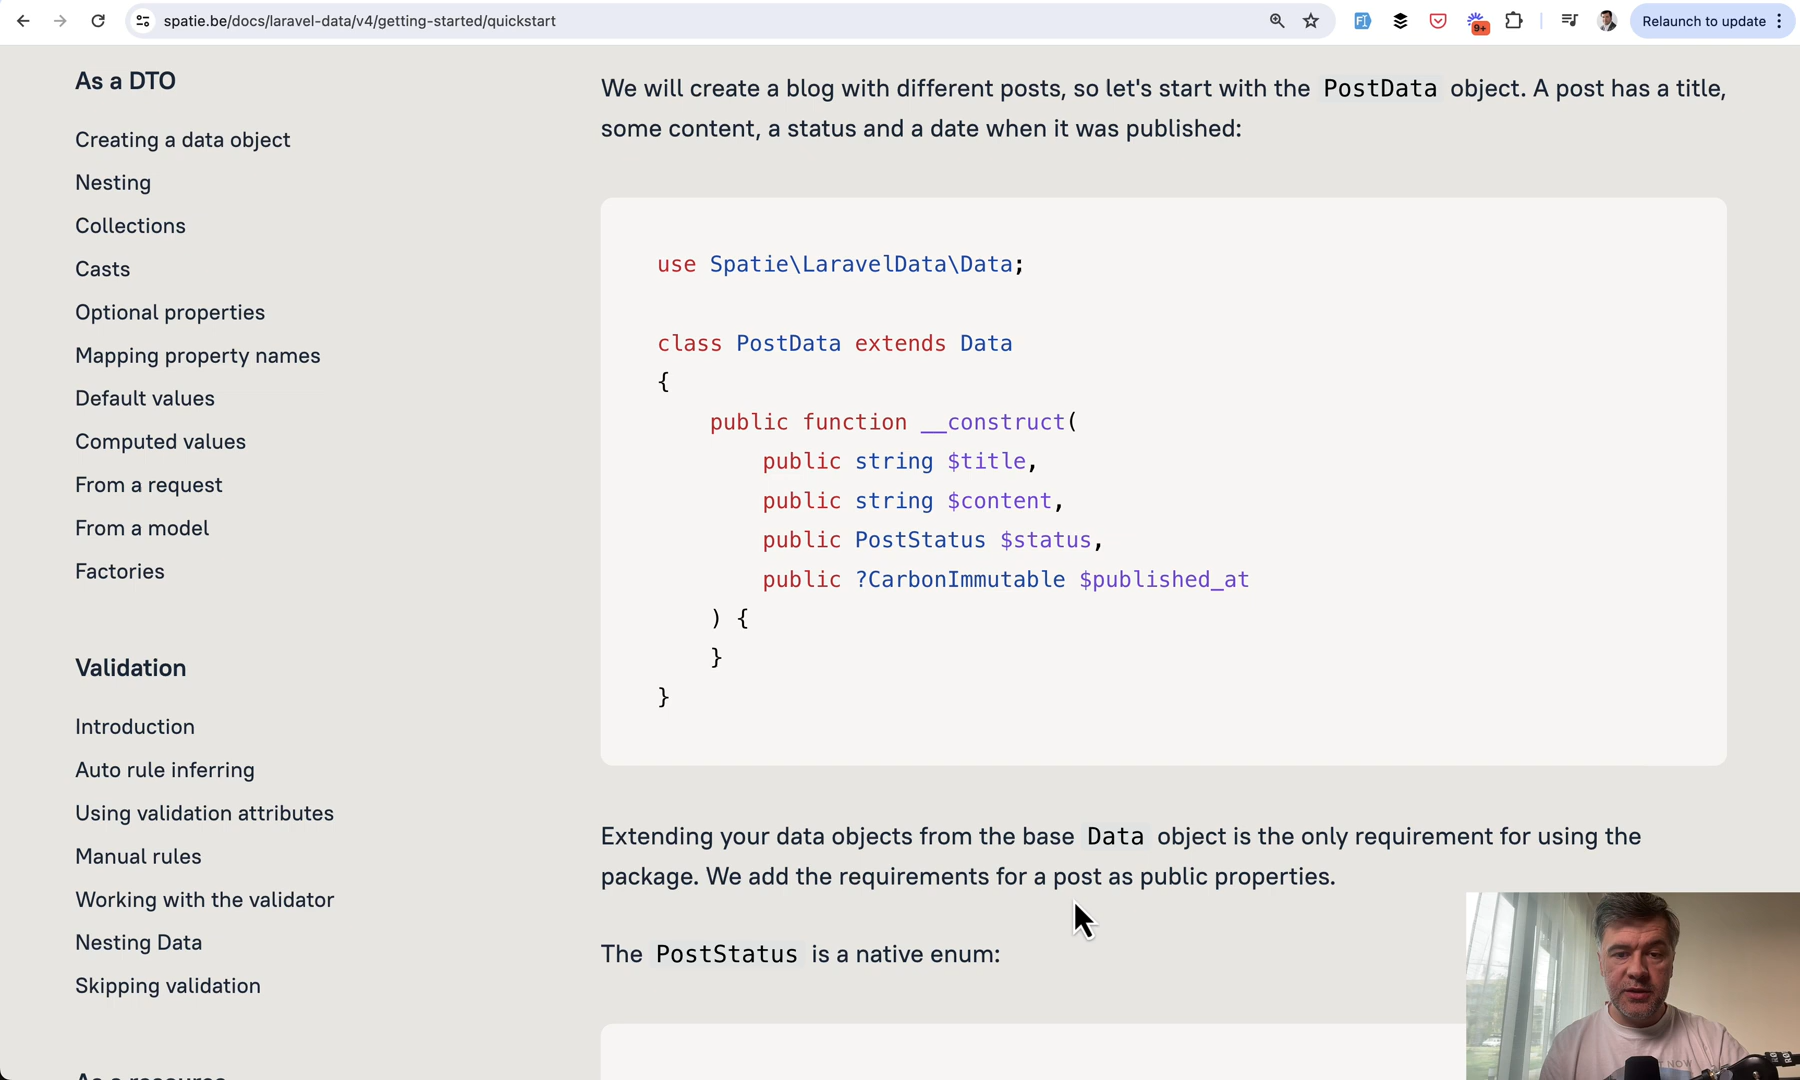 spatie.be/docs/laravel-data/v4/getting-started/quickstart
9+
Relaunch to update
As a DTO
Creating a data object
Nesting
Collections
Casts
Optional properties
Mapping property names
Default values
Computed values
From a request
From a model
Factories
Validation
Introduction
Auto rule inferring
Using validation attributes
Manual rules
Working with the validator
Nesting Data
Skipping validation
As a resource
We will create a blog with different posts, so let's start with the PostData object. A post has a title,
some content, a status and a date when it was published:
use Spatie\LaravelData\Data;
class PostData extends Data
{
    public function __construct(
        public string $title,
        public string $content,
        public PostStatus $status,
        public ?CarbonImmutable $published_at
    ) {
    }
}
Extending your data objects from the base Data object is the only requirement for using the
package. We add the requirements for a post as public properties.
The PostStatus is a native enum: